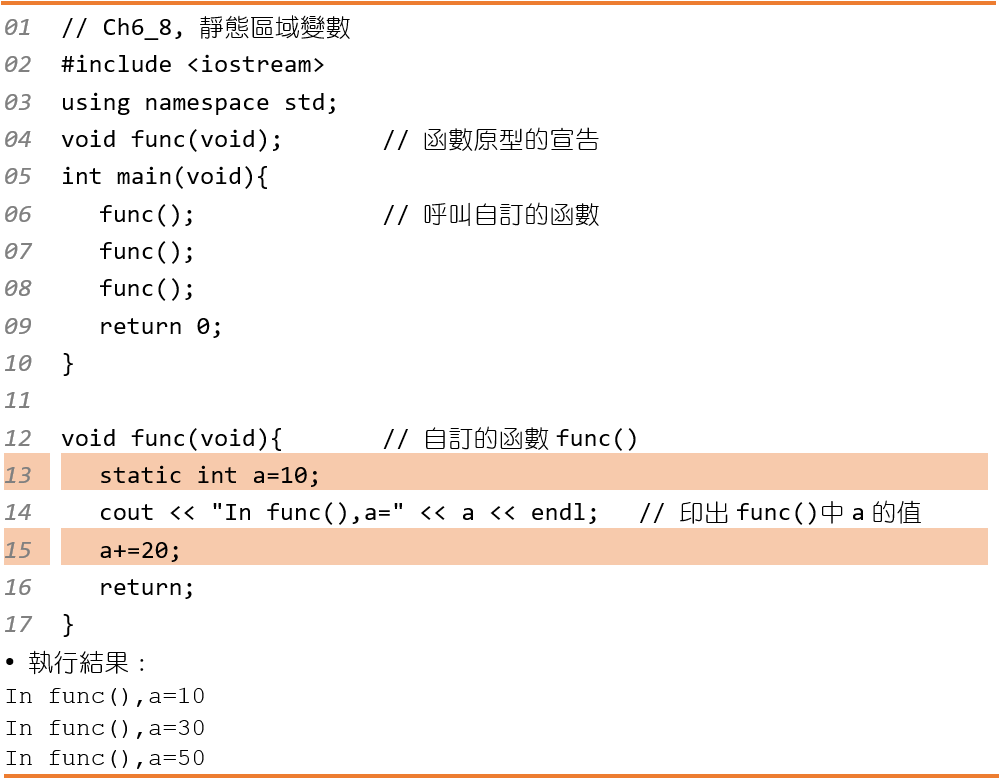 01 // Ch6_8, 靜態區域變數
02 #include <iostream>
03 using namespace std;
04 void func(void); // 函數原型的宣告
05 int main(void){
06 func(); // 呼叫自訂的函數
07 func();
08 func();
09 return 0;
10 }
11
12 void func(void){ // 自訂的函數 func()
13 static int a=10;
14 cout << "In func(),a=" << a << endl; // 印出 func()中 a 的值
15 a+=20;
16 return;
17 }
• 執行結果：
In func(),a=10
In func(),a=30
In func(),a=50